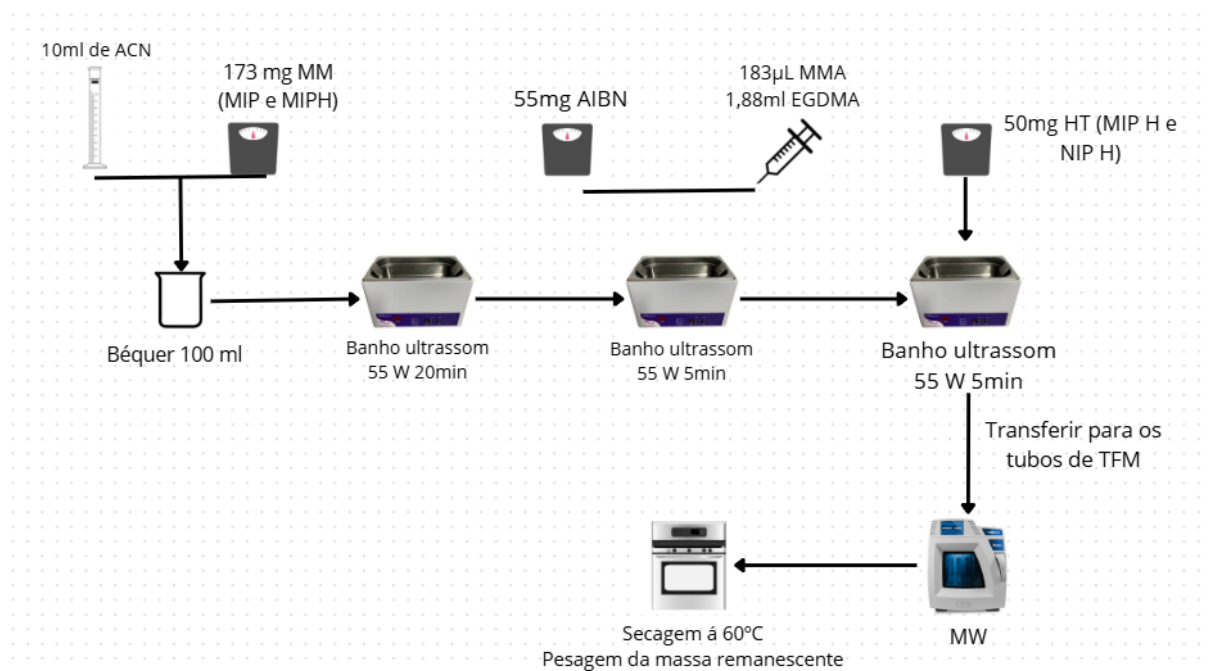 10ml de ACN
173 mg MM
(MIP e MIPH)
55mg AIBN
183µL MMA
1,88ml EGDMA
50mg HT (MIP H e
NIP H)
Béquer 100 ml
Banho ultrassom
55 W 20min
Banho ultrassom
55 W 5min
Banho ultrassom
55 W 5min
Transferir para os
tubos de TFM
MW
Secagem á 60ºC
Pesagem da massa remanescente